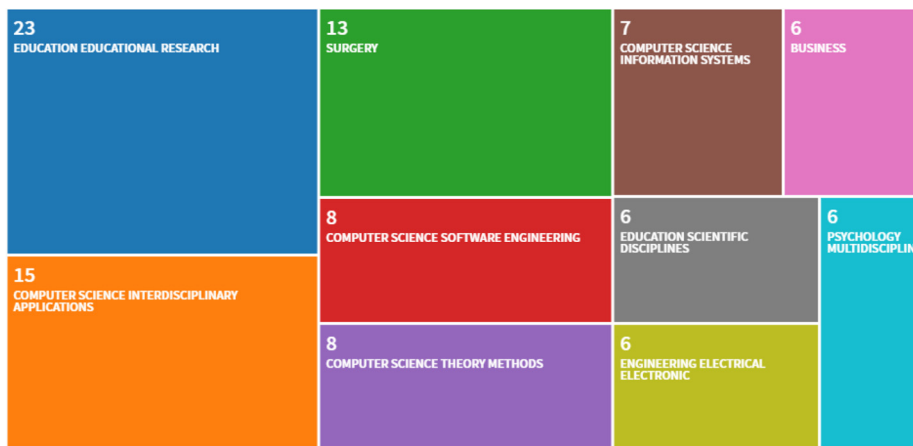 23
EDUCATION EDUCATIONAL RESEARCH
13
SURGERY
7
COMPUTER SCIENCE
INFORMATION SYSTEMS
6
BUSINESS
8
COMPUTER SCIENCE SOFTWARE ENGINEERING
6
EDUCATION SCIENTIFIC
DISCIPLINES
6
PSYCHOLOGY
15
COMPUTER SCIENCE INTERDISCIPLINARY
APPLICATIONS
8
COMPUTER SCIENCE THEORY METHODS
6
ENGINEERING ELECTRICAL
ELECTRONIC